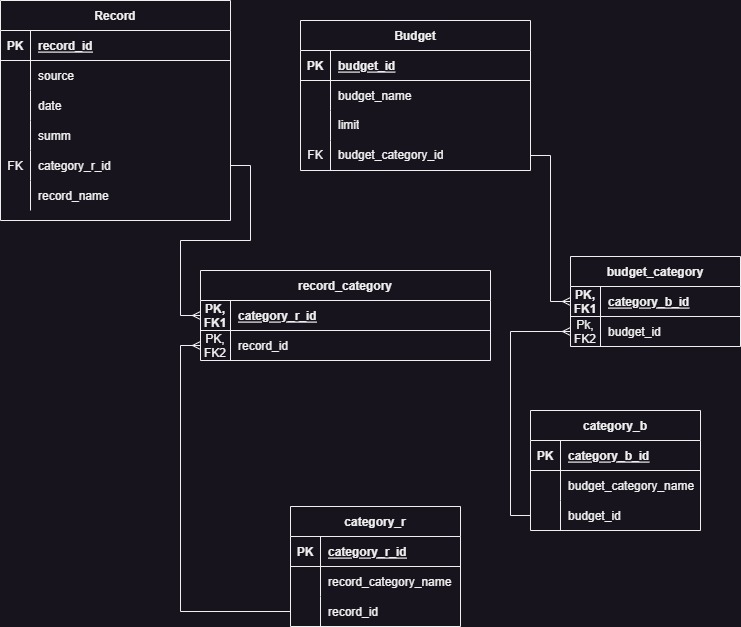 Record
PK record_id
source
date
summ
FK category_r_id
record_name
Budget
PK budget_id
budget_name
limit
FK budget_category_id
record_category
PK, FK1 category_r_id
PK, FK2 record_id
budget_category
PK, FK1 category_b_id
Pk, FK2 budget_id
category_b
PK category_b_id
budget_category_name
budget_id
category_r
PK category_r_id
record_category_name
record_id